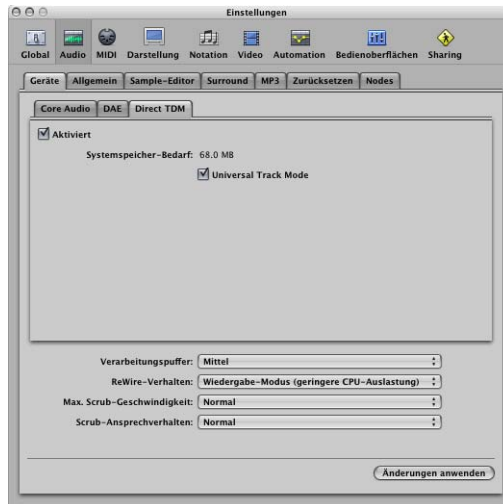 Einstellungen
Global Audio MIDI Darstellung Notation Video Automation Bedienoberflächen Sharing
Geräte Allgemein Sample-Editor Surround MP3 Zurücksetzen Nodes
Core Audio DAE Direct TDM
Aktiviert
Systemspeicher-Bedarf: 68.0 MB
Universal Track Mode
Verarbeitungspuffer: Mittel
ReWire-Verhalten: Wiedergabe-Modus (geringere CPU-Auslastung)
Max. Scrub-Geschwindigkeit: Normal
Scrub-Ansprechverhalten: Normal
Änderungen anwenden